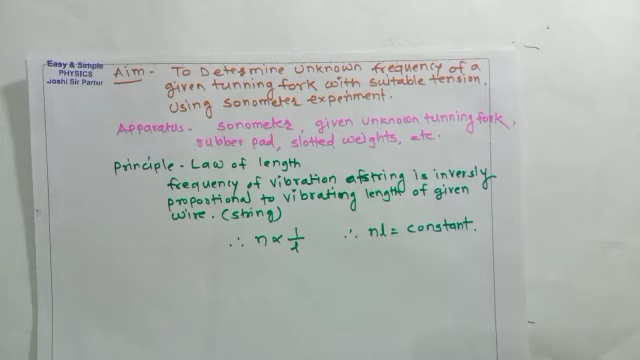 Easy & Simple
PHYSICS
Joshi Sir Partur
Aim - To Determine unknown frequency of a
given tunning fork with suitable tension.
Using sonometer experiment.
Apparatus - sonometer, given unknown tunning fork,
rubber pad, slotted weights, etc.
Principle - Law of length
frequency of vibration of string is inversly
propostional to vibrating length of given
wire. (string)
∴ n ∝ 1/l ∴ nl = constant.